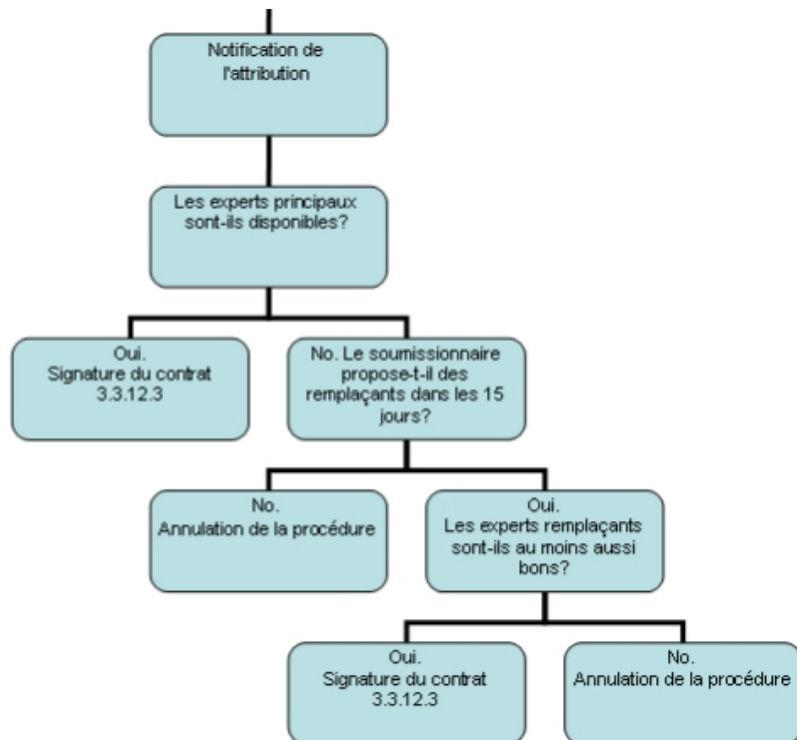 Notification de
l'attribution
Les experts principaux
sont-ils disponibles?
Oui.
Signature du contrat
3.3.12.3
No. Le soumissionnaire
propose-t-il des
remplaçants dans les 15
jours?
No.
Annulation de la procédure
Oui.
Les experts remplaçants
sont-ils au moins aussi
bons?
Oui.
Signature du contrat
3.3.12.3
No.
Annulation de la procédure